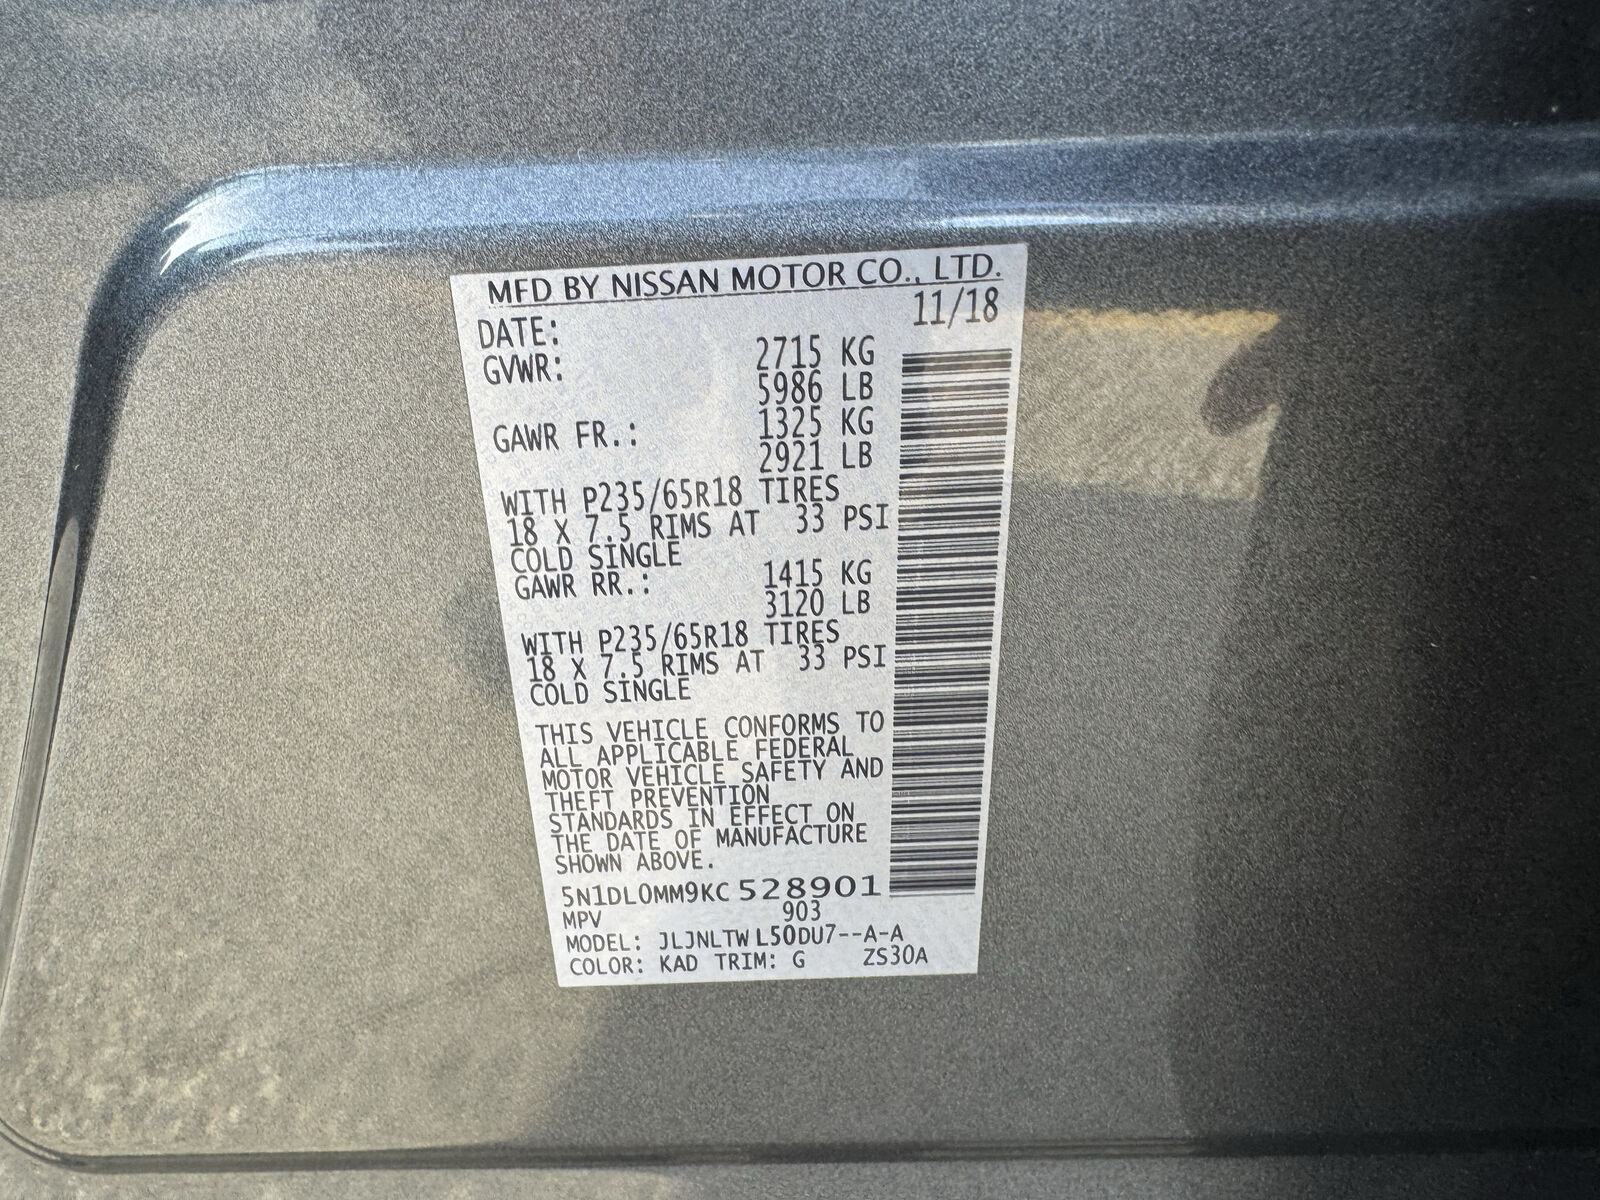 MFD BY NISSAN MOTOR CO., LTD.
DATE: 11/18
GVWR: 2715 KG
5986 LB
GAWR FR.: 1325 KG
2921 LB
WITH P235/65R18 TIRES
18 X 7.5 RIMS AT 33 PSI
COLD SINGLE
GAWR RR.: 1415 KG
3120 LB
WITH P235/65R18 TIRES
18 X 7.5 RIMS AT 33 PSI
COLD SINGLE
THIS VEHICLE CONFORMS TO
ALL APPLICABLE FEDERAL
MOTOR VEHICLE SAFETY AND
THEFT PREVENTION
STANDARDS IN EFFECT ON
THE DATE OF MANUFACTURE
SHOWN ABOVE.
5N1DL0MM9KC528901
MPV 903
MODEL: JLJNLTWL50DU7--A-A
COLOR: KAD TRIM: G ZS30A